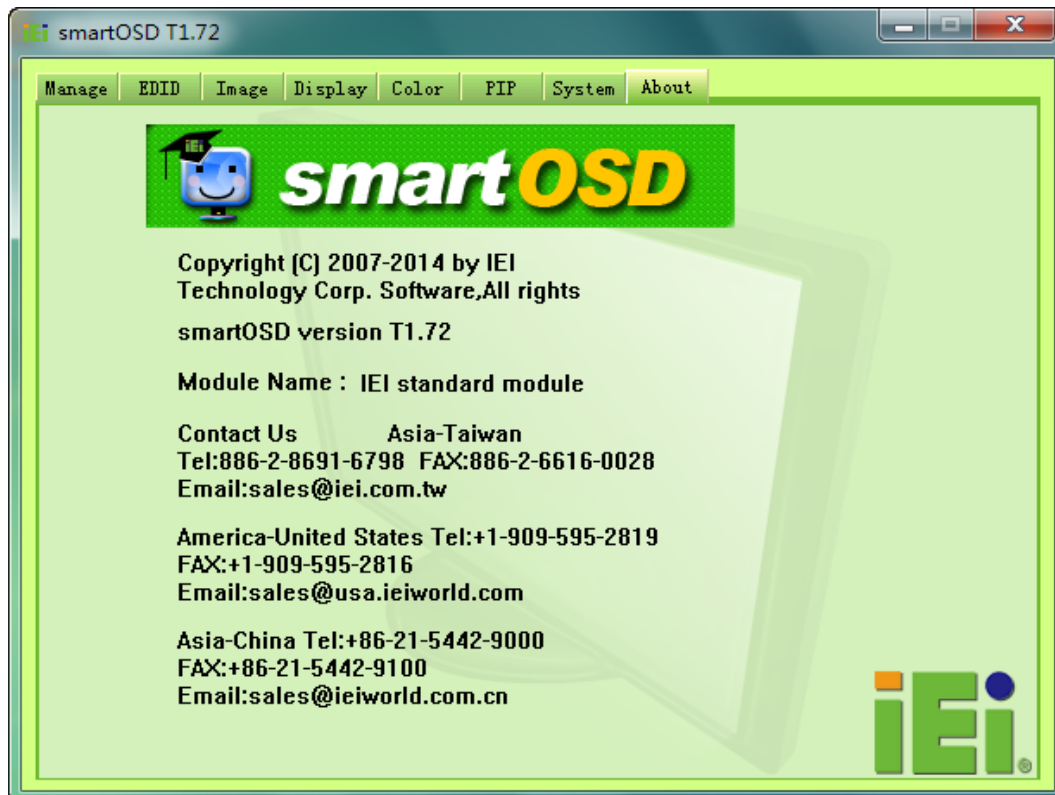 iEi smartOSD T1.72
Manage EDID Image Display Color PIP System About
iEi
smartOSD
Copyright (C) 2007-2014 by IEI
Technology Corp. Software,All rights
smartOSD version T1.72
Module Name : IEI standard module
Contact Us Asia-Taiwan
Tel:886-2-8691-6798 FAX:886-2-6616-0028
Email:sales@iei.com.tw
America-United States Tel:+1-909-595-2819
FAX:+1-909-595-2816
Email:sales@usa.ieiworld.com
Asia-China Tel:+86-21-5442-9000
FAX:+86-21-5442-9100
Email:sales@ieiworld.com.cn
iEi®